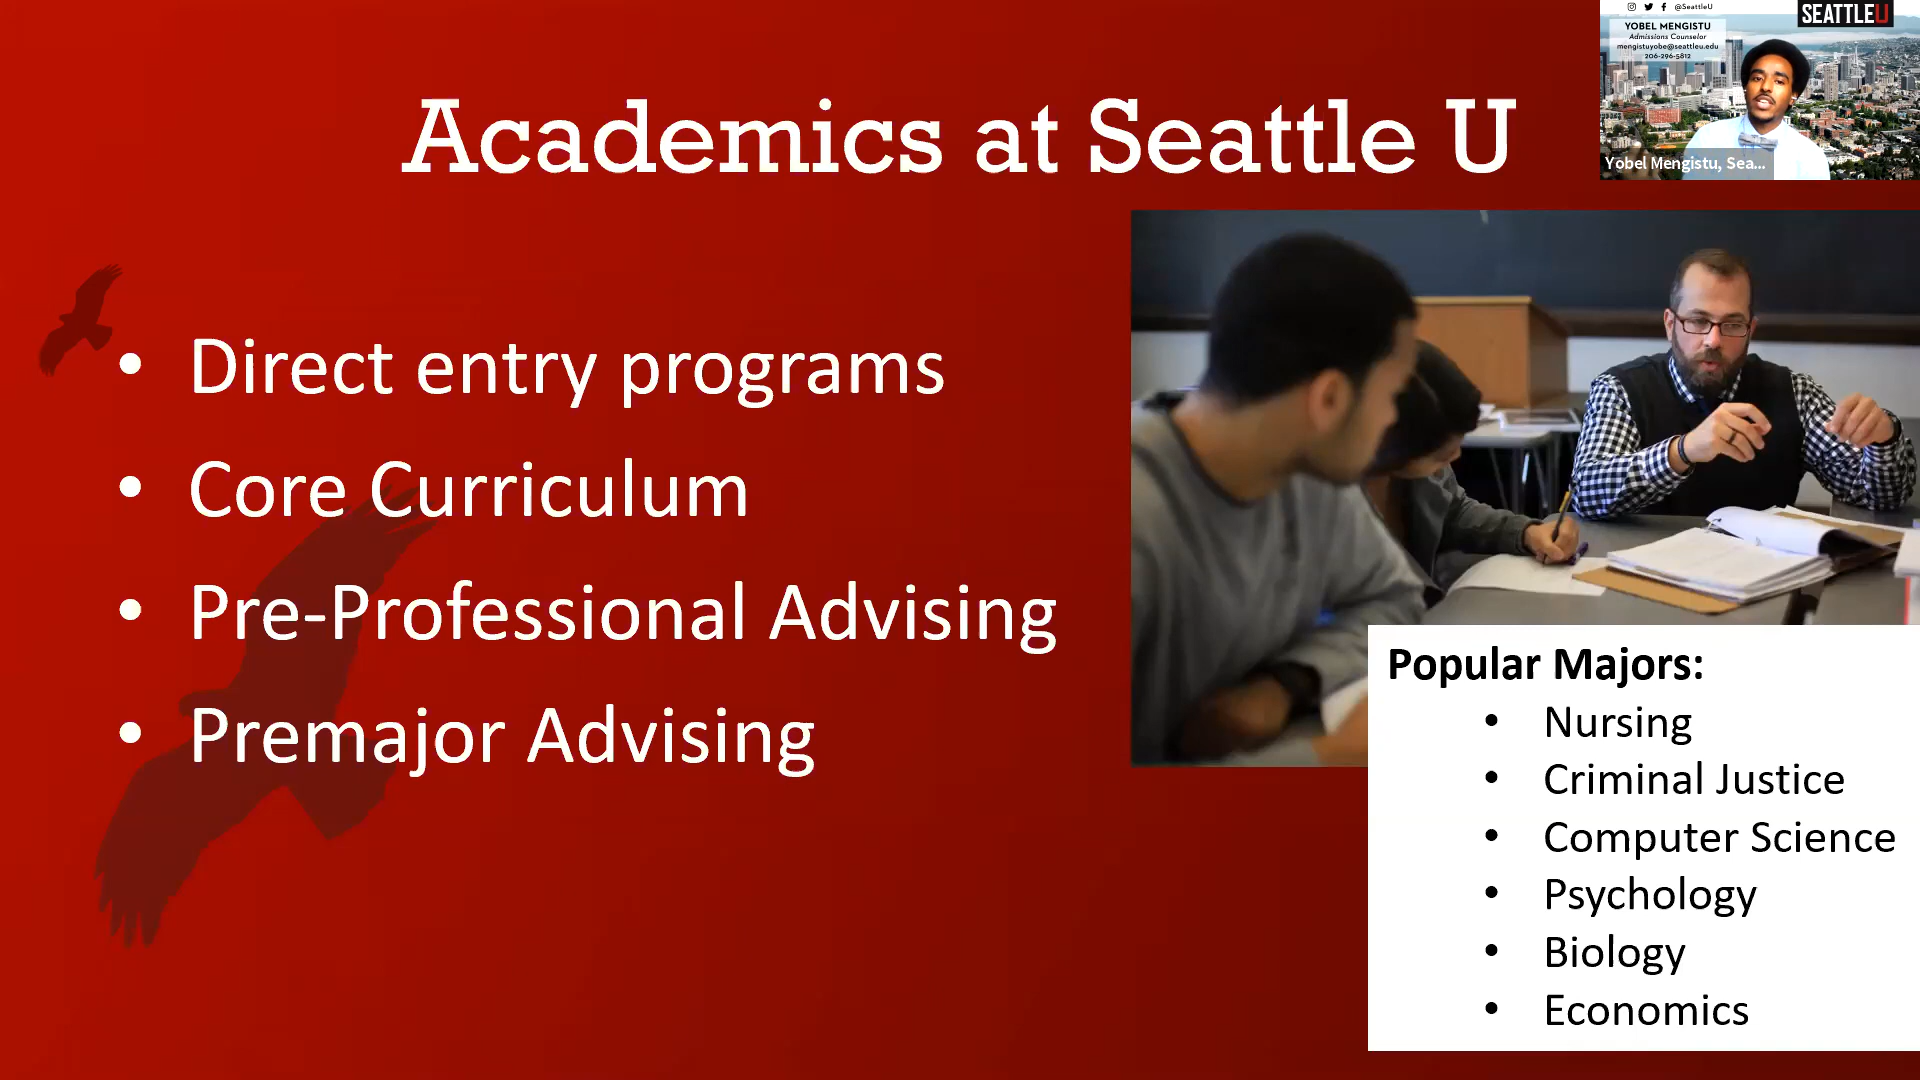 Academics at Seattle U
@SeattleU
SEATTLEU
YOBEL MENGISTU
Admissions Counselor
mengistuyobe@seattleu.edu
206-296-5812
Yobel Mengistu, Sea...
• Direct entry programs
• Core Curriculum
• Pre-Professional Advising
• Premajor Advising
Popular Majors:
• Nursing
• Criminal Justice
• Computer Science
• Psychology
• Biology
• Economics